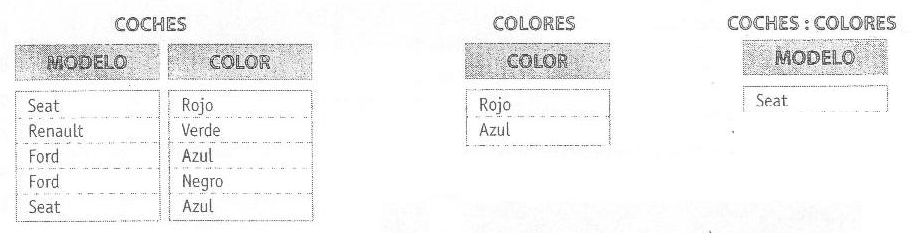 COCHES COLORES COCHES : COLORES
MODELO COLOR COLOR MODELO
Seat Rojo Rojo Seat
Renault Verde Azul
Ford Azul
Ford Negro
Seat Azul